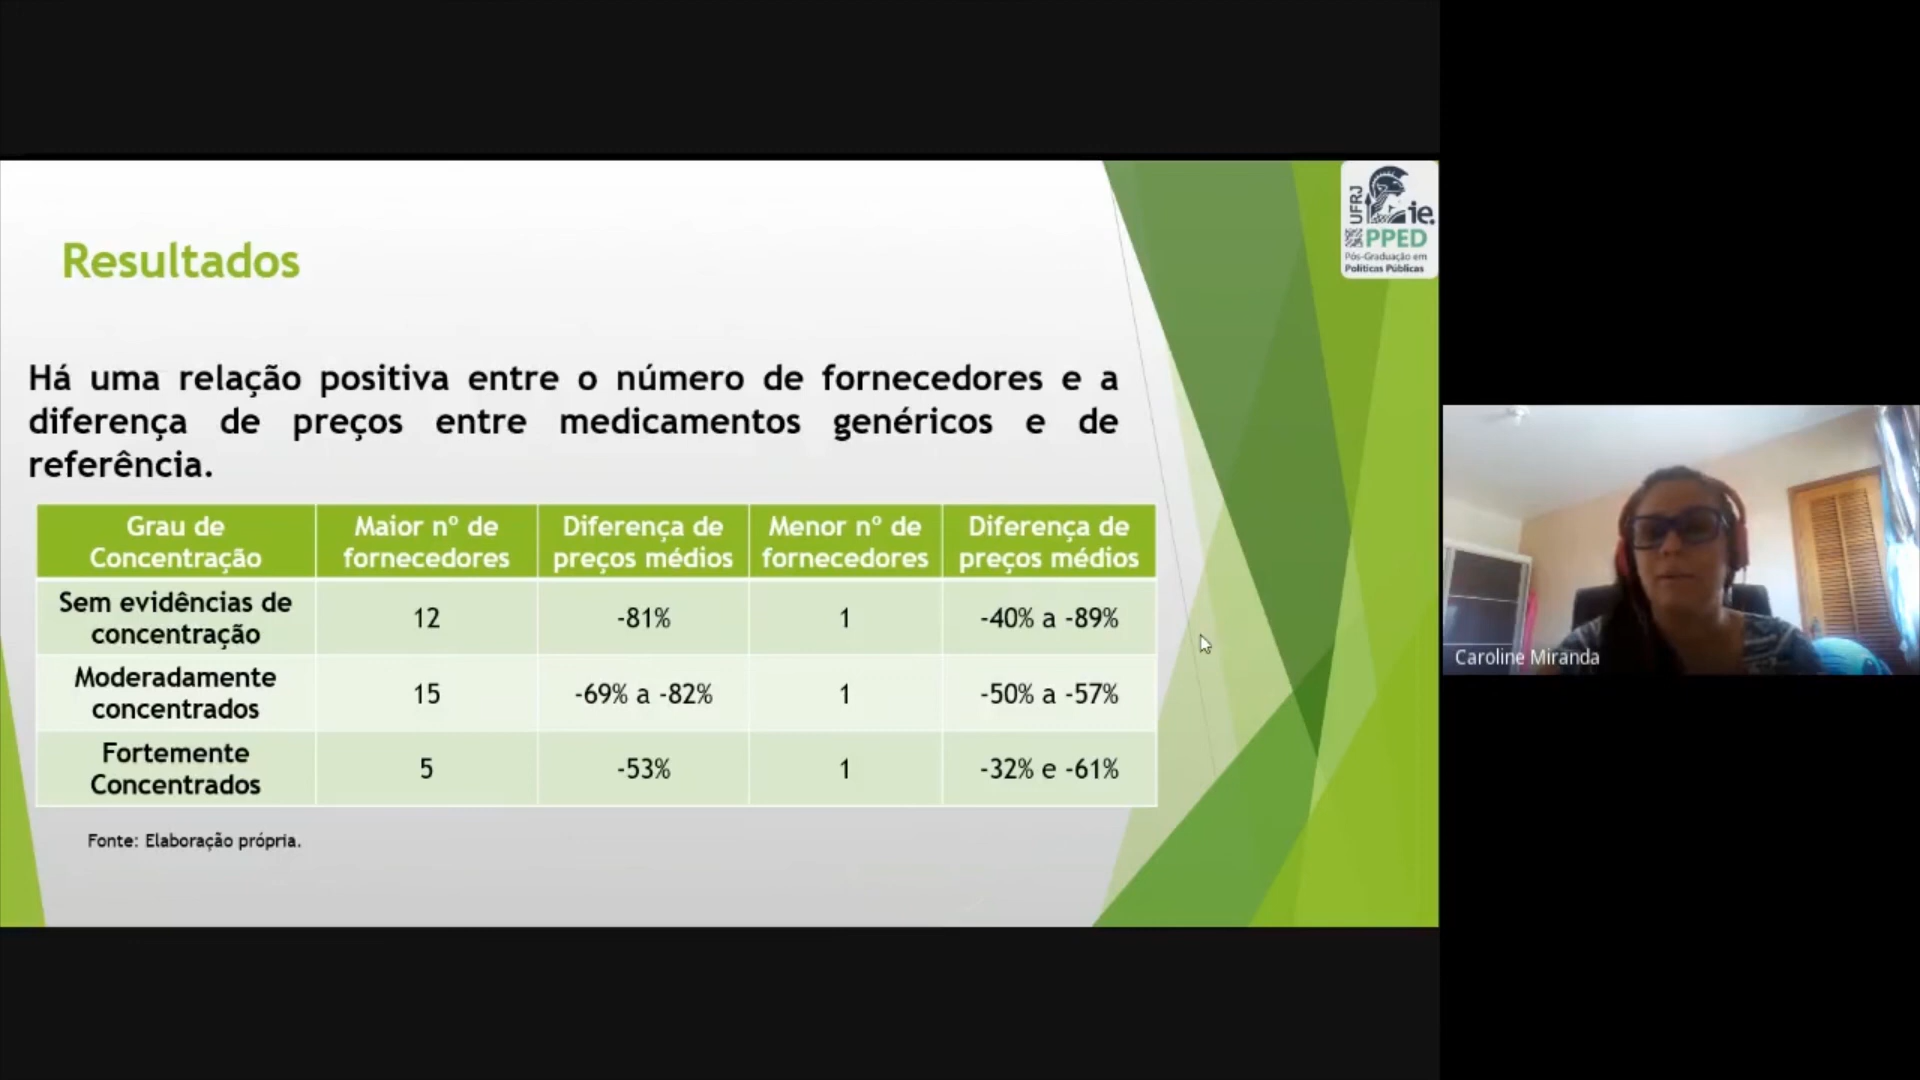 UFRJ
ie.
PPED
Pós-Graduação em
Políticas Públicas
Resultados
Há uma relação positiva entre o número de fornecedores e a
diferença de preços entre medicamentos genéricos e de
referência.
Grau de Concentração | Maior nº de fornecedores | Diferença de preços médios | Menor nº de fornecedores | Diferença de preços médios
Sem evidências de concentração | 12 | -81% | 1 | -40% a -89%
Moderadamente concentrados | 15 | -69% a -82% | 1 | -50% a -57%
Fortemente Concentrados | 5 | -53% | 1 | -32% e -61%
Fonte: Elaboração própria.
Caroline Miranda